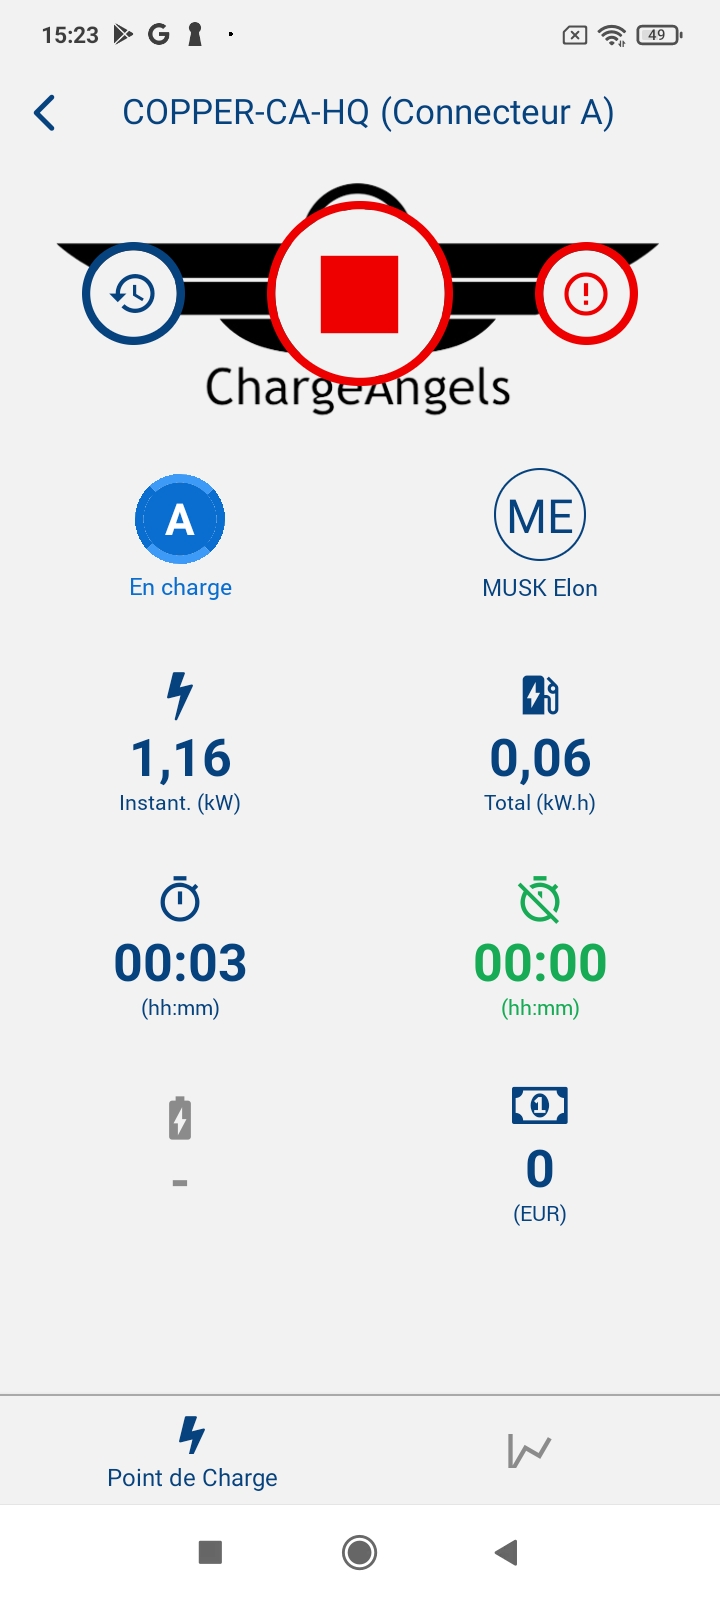 15:23
49
COPPER-CA-HQ (Connecteur A)
ChargeAngels
A
ME
En charge
MUSK Elon
1,16
0,06
Instant. (kW)
Total (kW.h)
00:03
00:00
(hh:mm)
(hh:mm)
1
-
0
(EUR)
Point de Charge